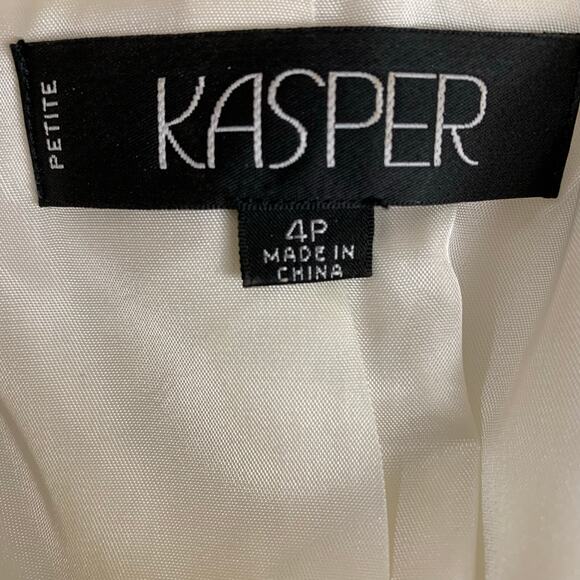 PETITE
KASPER
4P
MADE IN
CHINA